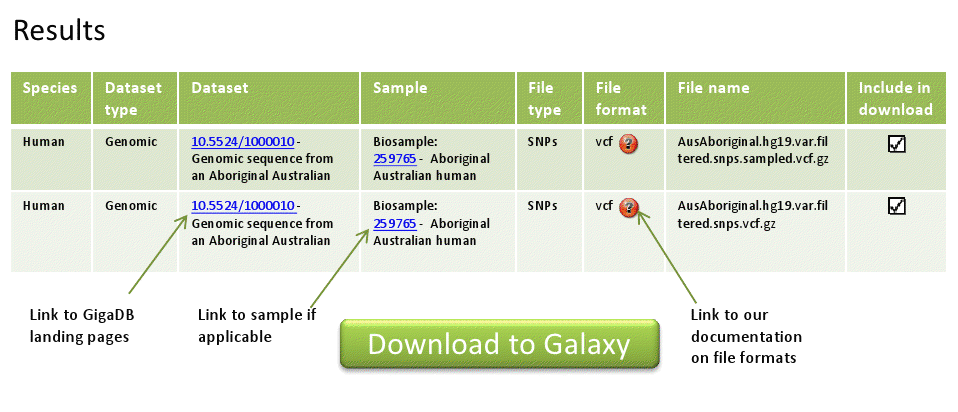 Results
Species Dataset type Dataset Sample File type File format File name Include in download
Human Genomic 10.5524/1000010 - Genomic sequence from an Aboriginal Australian Biosample: 259765 - Aboriginal Australian human SNPs vcf ? AusAboriginal.hg19.var.filtered.snps.sampled.vcf.gz
Human Genomic 10.5524/1000010 - Genomic sequence from an Aboriginal Australian Biosample: 259765 - Aboriginal Australian human SNPs vcf ? AusAboriginal.hg19.var.filtered.snps.vcf.gz
Link to GigaDB
landing pages
Link to sample if
applicable
Download to Galaxy
Link to our
documentation
on file formats